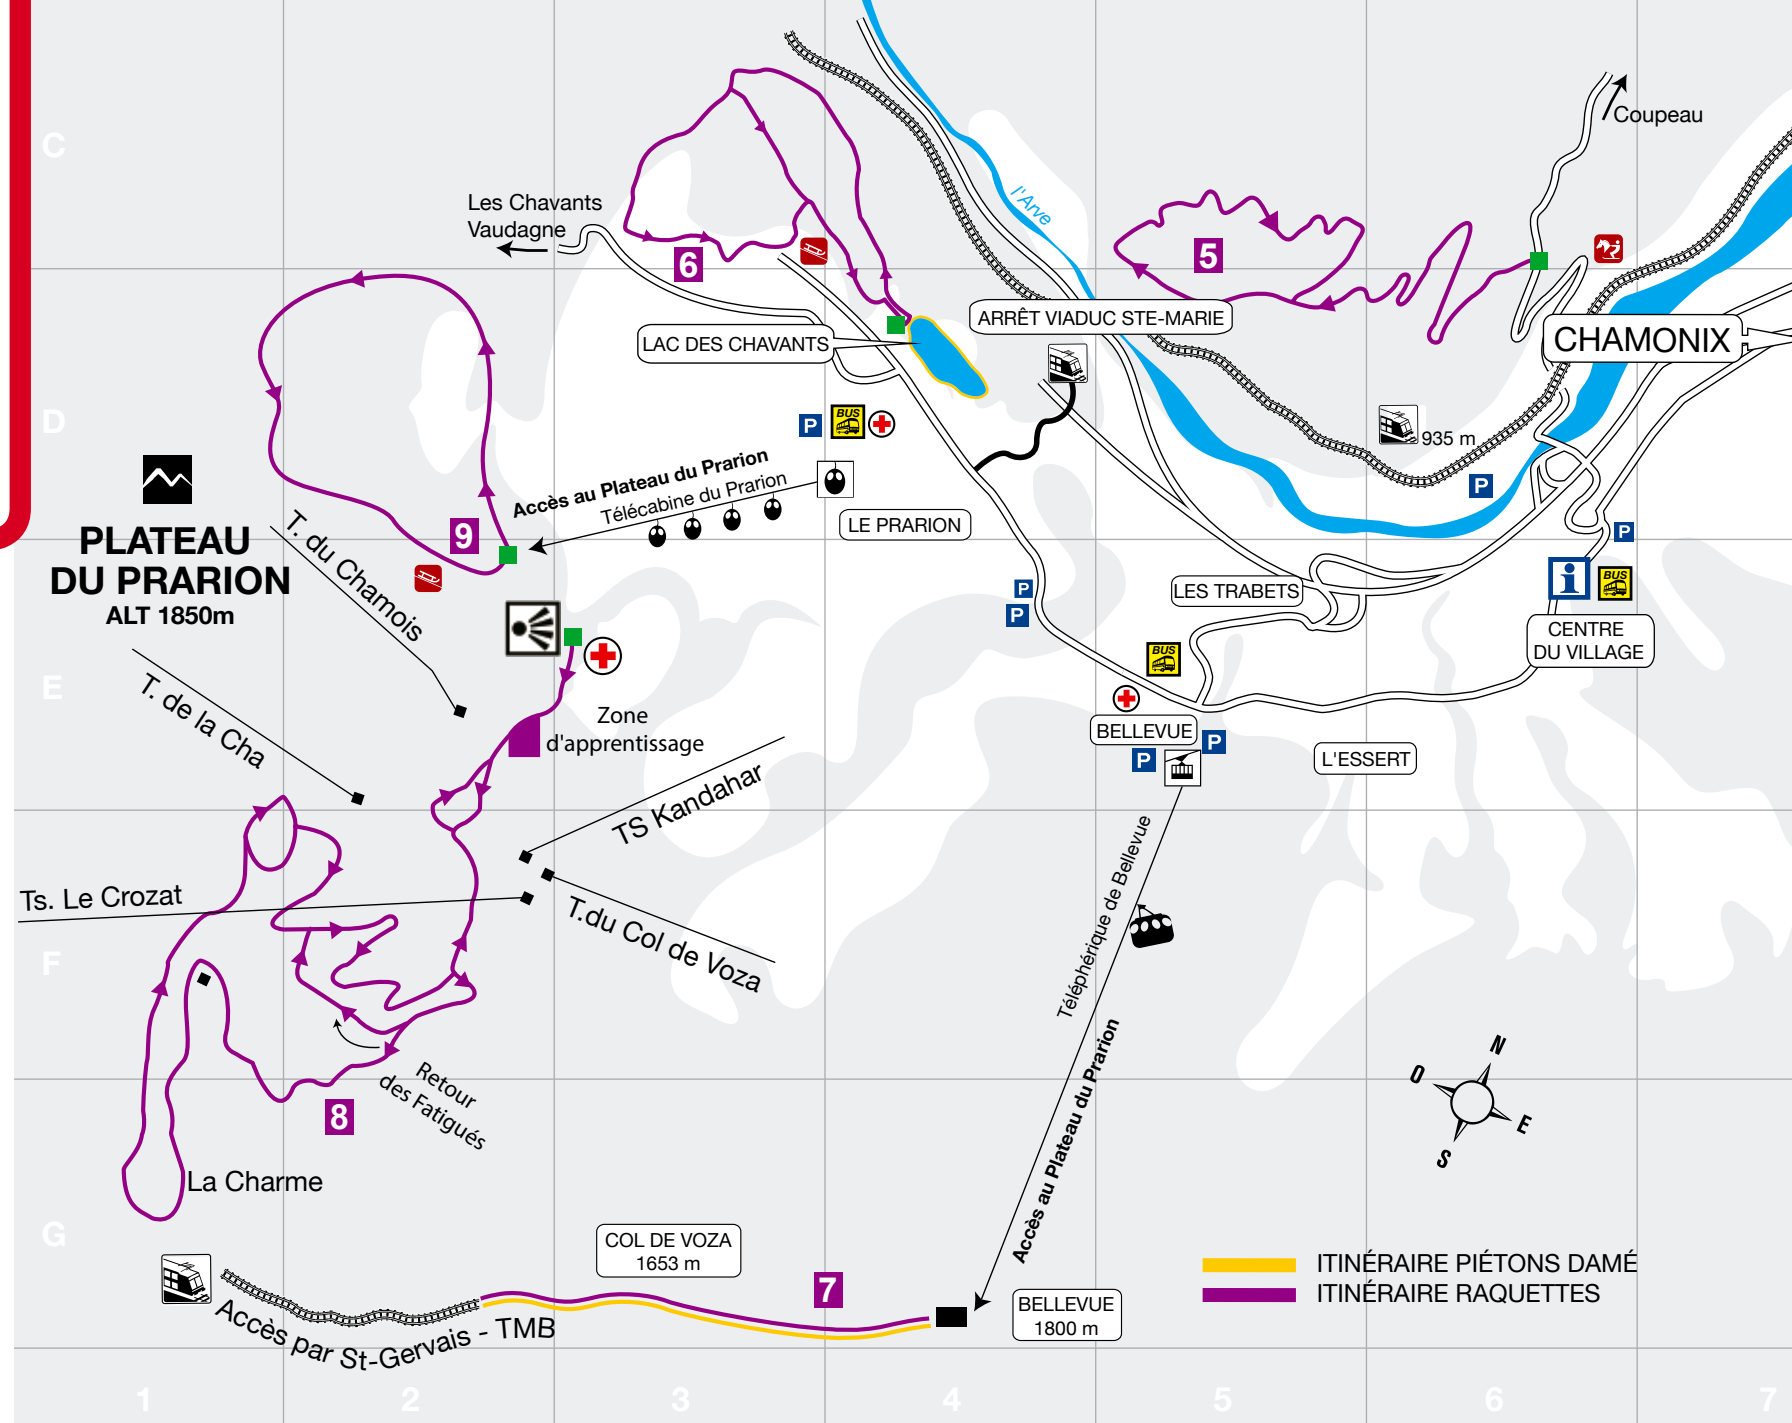 C
Coupeau
l'Arve
Les Chavants
Vaudagne
6
5
ARRÊT VIADUC STE-MARIE
LAC DES CHAVANTS
CHAMONIX
D
P
BUS
935 m
P
Accès au Plateau du Prarion
Télécabine du Prarion
LE PRARION
9
PLATEAU
DU PRARION
ALT 1850m
T. du Chamois
P
P
P
LES TRABETS
i
BUS
CENTRE
DU VILLAGE
E
BUS
T. de la Cha
Zone
d'apprentissage
BELLEVUE
P
P
L'ESSERT
TS Kandahar
Ts. Le Crozat
T.du Col de Voza
Téléphérique de Bellevue
F
Accès au Plateau du Prarion
Retour
des Fatigués
8
N
O
E
S
La Charme
G
COL DE VOZA
1653 m
7
BELLEVUE
1800 m
Accès par St-Gervais - TMB
ITINÉRAIRE PIÉTONS DAMÉ
ITINÉRAIRE RAQUETTES
1
2
3
4
5
6
7